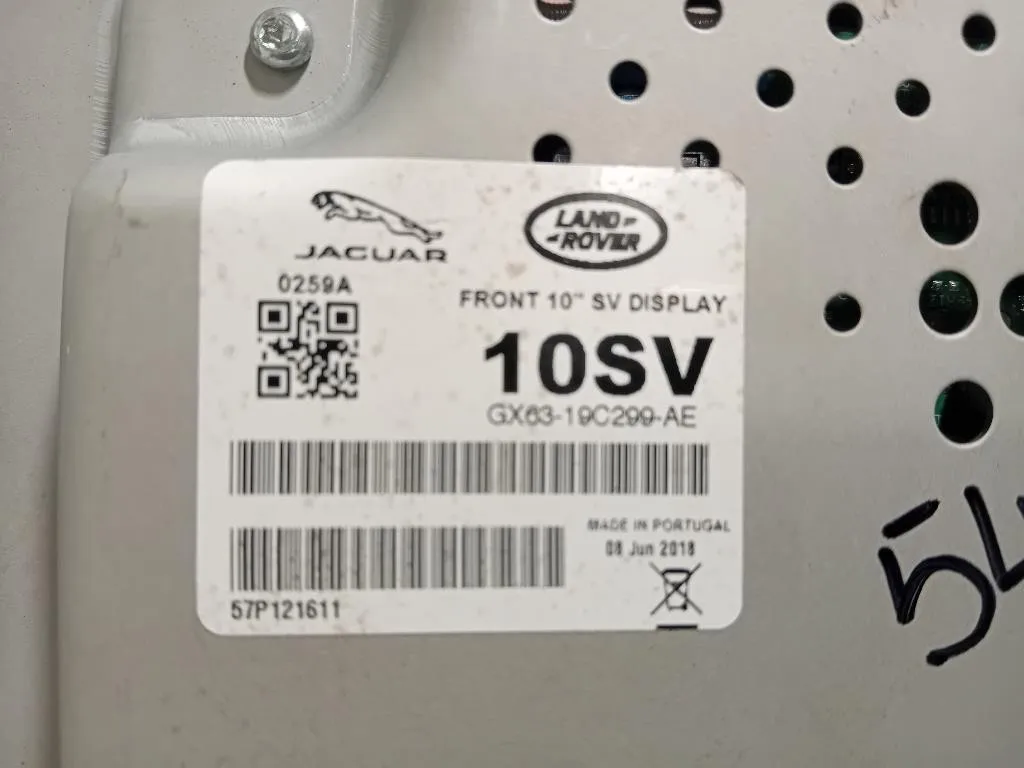 JAGUAR
LAND ROVER
0259A
FRONT 10" SV DISPLAY
10SV
GX63-19C299-AE
MADE IN PORTUGAL
08 Jun 2018
57P121611